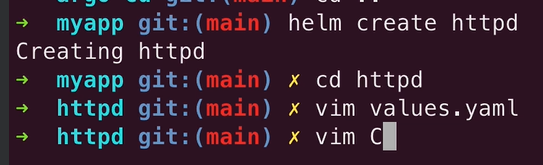 ➜ myapp git:(main) helm create httpd
Creating httpd
➜ myapp git:(main) ✗ cd httpd
➜ httpd git:(main) ✗ vim values.yaml
➜ httpd git:(main) ✗ vim C